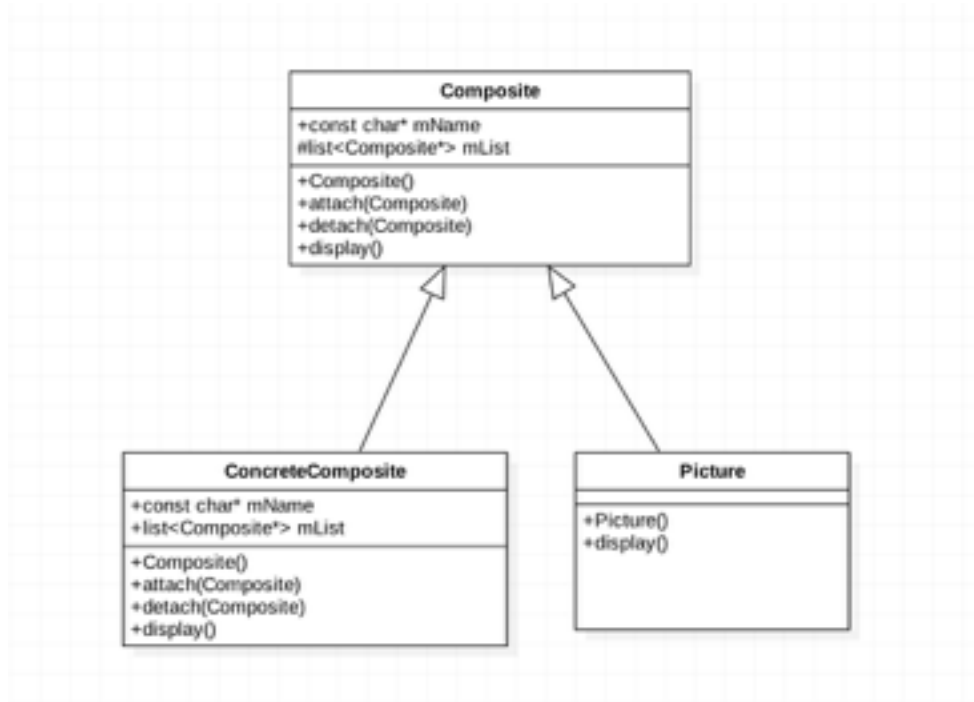 Composite
+const char* mName
#list<Composite*> mList
+Composite()
+attach(Composite)
+detach(Composite)
+display()
ConcreteComposite
+const char* mName
+list<Composite*> mList
+Composite()
+attach(Composite)
+detach(Composite)
+display()
Picture
+Picture()
+display()